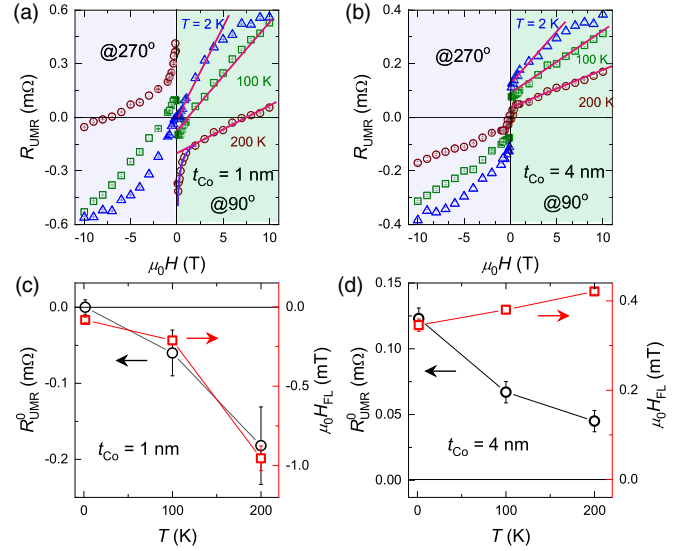 (a)
(b)
@270°
T = 2 K
100 K
200 K
t_Co = 1 nm
@90°
R_UMR (mΩ)
0.6
0.3
0.0
-0.3
0.6
-10
-5
0
5
10
μ₀H (T)
@270°
T = 2 K
100K
200 K
t_Co = 4 nm
@90°
R_UMR (mΩ)
0.4
0.2
0.0
-0.2
0.4
-10
-5
0
5
10
μ₀H (T)
(c)
(d)
R⁰_UMR (mΩ)
0.0
-0.1
-0.2
t_Co = 1 nm
0.0
-0.5
-1.0
μ₀H_FL (mT)
0
100
200
T (K)
R⁰_UMR (mΩ)
0.15
0.10
0.05
0.00
t_Co = 4 nm
0.4
0.2
0.0
μ₀H_FL (mT)
0
100
200
T (K)